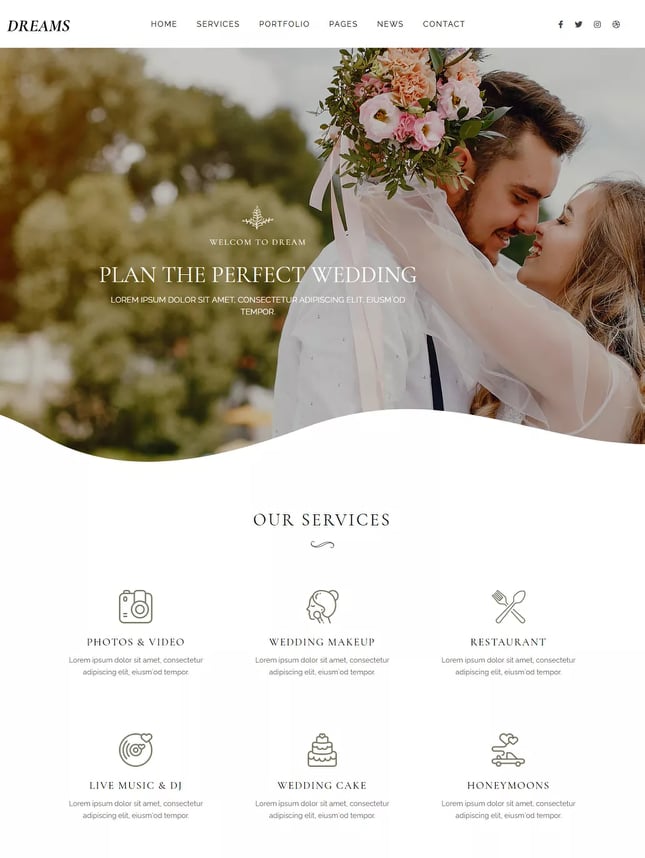 DREAMS
HOME SERVICES PORTFOLIO PAGES NEWS CONTACT
WELCOM TO DREAM
PLAN THE PERFECT WEDDING
LOREM IPSUM DOLOR SIT AMET, CONSECTETUR ADIPISCING ELIT, EIUSM'OD
TEMPOR.
OUR SERVICES
PHOTOS & VIDEO
Lorem ipsum dolor sit amet, consectetur
adipiscing elit, eiusm'od tempor.
WEDDING MAKEUP
Lorem ipsum dolor sit amet, consectetur
adipiscing elit, eiusm'od tempor.
RESTAURANT
Lorem ipsum dolor sit amet, consectetur
adipiscing elit, eiusm'od tempor.
LIVE MUSIC & DJ
Lorem ipsum dolor sit amet, consectetur
adipiscing elit, eiusm'od tempor.
WEDDING CAKE
Lorem ipsum dolor sit amet, consectetur
adipiscing elit, eiusm'od tempor.
HONEYMOONS
Lorem ipsum dolor sit amet, consectetur
adipiscing elit, eiusm'od tempor.